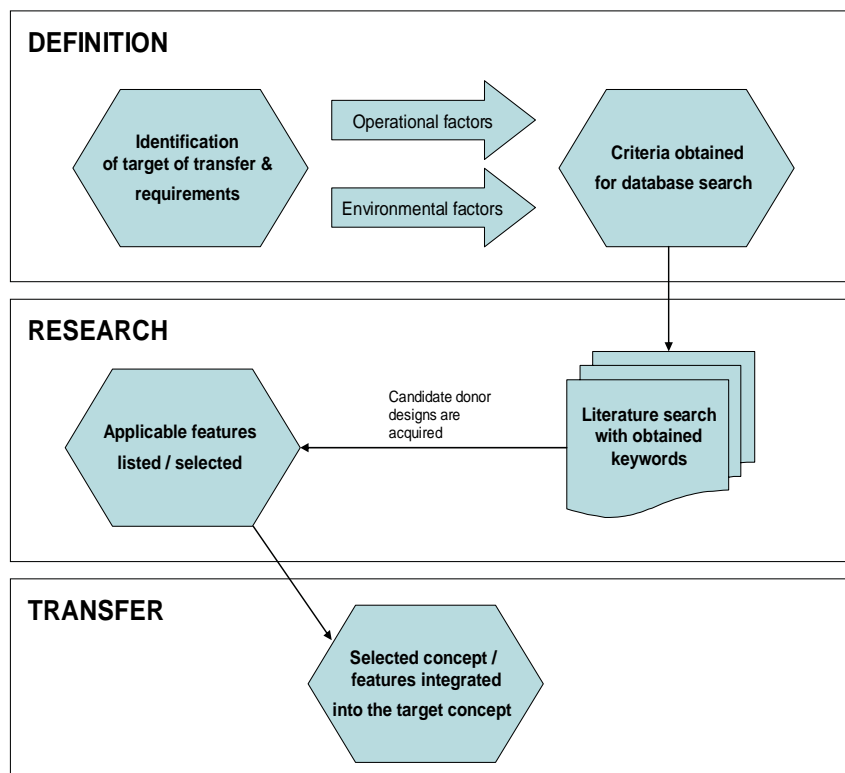 DEFINITION
Identification
of target of transfer &
requirements
Operational factors
Environmental factors
Criteria obtained
for database search
RESEARCH
Applicable features
listed / selected
Candidate donor
designs are
acquired
Literature search
with obtained
keywords
TRANSFER
Selected concept /
features integrated
into the target concept